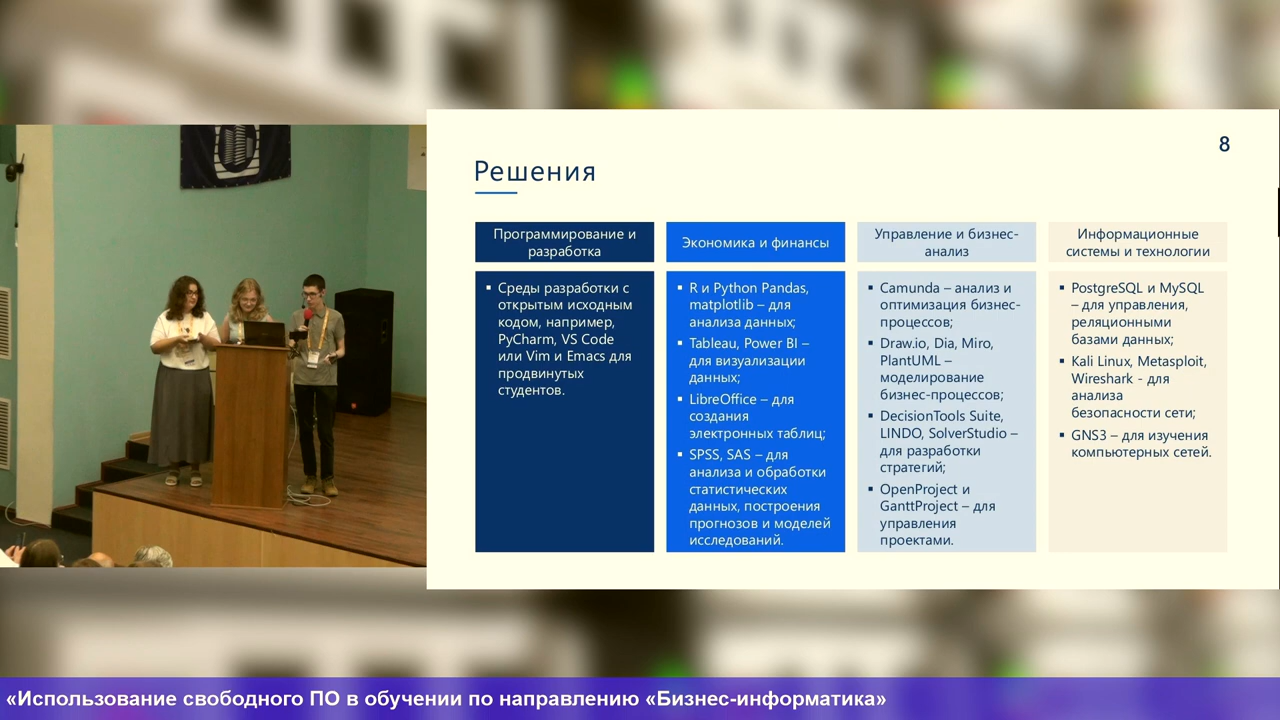 8
Решения
Программирование и
разработка
▪ Среды разработки с
открытым исходным
кодом, например,
PyCharm, VS Code
или Vim и Emacs для
продвинутых
студентов.
Экономика и финансы
▪ R и Python Pandas,
matplotlib – для
анализа данных;
▪ Tableau, Power BI –
для визуализации
данных;
▪ LibreOffice – для
создания
электронных таблиц;
▪ SPSS, SAS – для
анализа и обработки
статистических
данных, построения
прогнозов и моделей
исследований.
Управление и бизнес-
анализ
▪ Camunda – анализ и
оптимизация бизнес-
процессов;
▪ Draw.io, Dia, Miro,
PlantUML –
моделирование
бизнес-процессов;
▪ DecisionTools Suite,
LINDO, SolverStudio –
для разработки
стратегий;
▪ OpenProject и
GanttProject – для
управления
проектами.
Информационные
системы и технологии
▪ PostgreSQL и MySQL
– для управления,
реляционными
базами данных;
▪ Kali Linux, Metasploit,
Wireshark - для
анализа
безопасности сети;
▪ GNS3 – для изучения
компьютерных сетей.
«Использование свободного ПО в обучении по направлению «Бизнес-информатика»